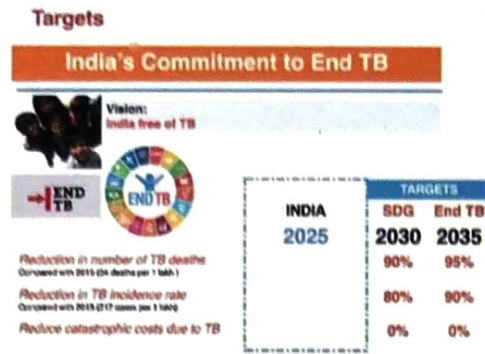 Targets
India's Commitment to End TB
Vision:
India free of TB
END
TB
END TB
TARGETS
INDIA SDG End TB
2025 2030 2035
Reduction in number of TB deaths 90% 95%
Compared with 2015 (deaths per 1 lakh)
Reduction in TB incidence rate 80% 90%
Compared with 2015 (217 cases per 1 lakh)
Reduce catastrophic costs due to TB 0% 0%